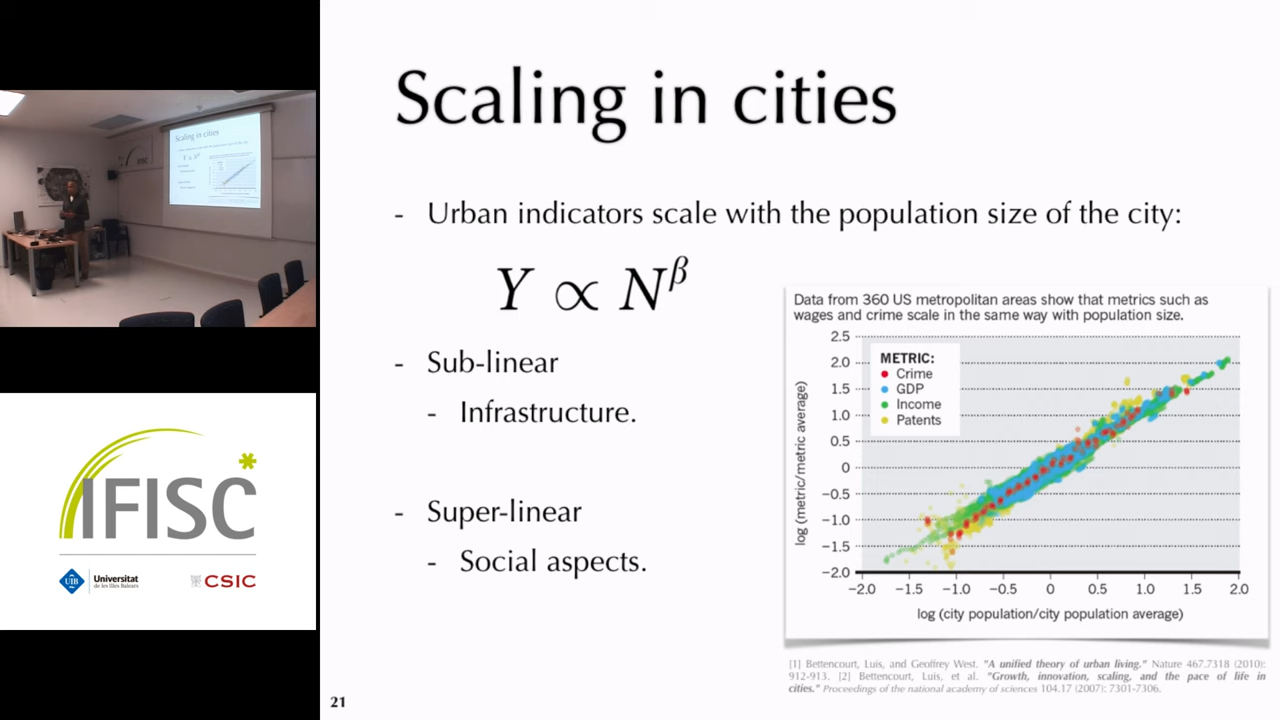 Scaling in cities
- Urban indicators scale with the population size of the city:
Y ∝ N^β
- Sub-linear
- Infrastructure.
- Super-linear
- Social aspects.
Data from 360 US metropolitan areas show that metrics such as
wages and crime scale in the same way with population size.
METRIC:
Crime
GDP
Income
Patents
log (metric/metric average)
2.5
2.0
1.5
1.0
0.5
0
−0.5
−1.0
−1.5
−2.0
−2.0 −1.5 −1.0 −0.5 0 0.5 1.0 1.5 2.0
log (city population/city population average)
[1] Bettencourt, Luis, and Geoffrey West. "A unified theory of urban living." Nature 467.7318 (2010):
912-913. [2] Bettencourt, Luis, et al. "Growth, innovation, scaling, and the pace of life in
cities." Proceedings of the national academy of sciences 104.17 (2007): 7301-7306.
21
Scaling in cities
IFISC
UIB
Universitat
de les Illes Balears
CSIC